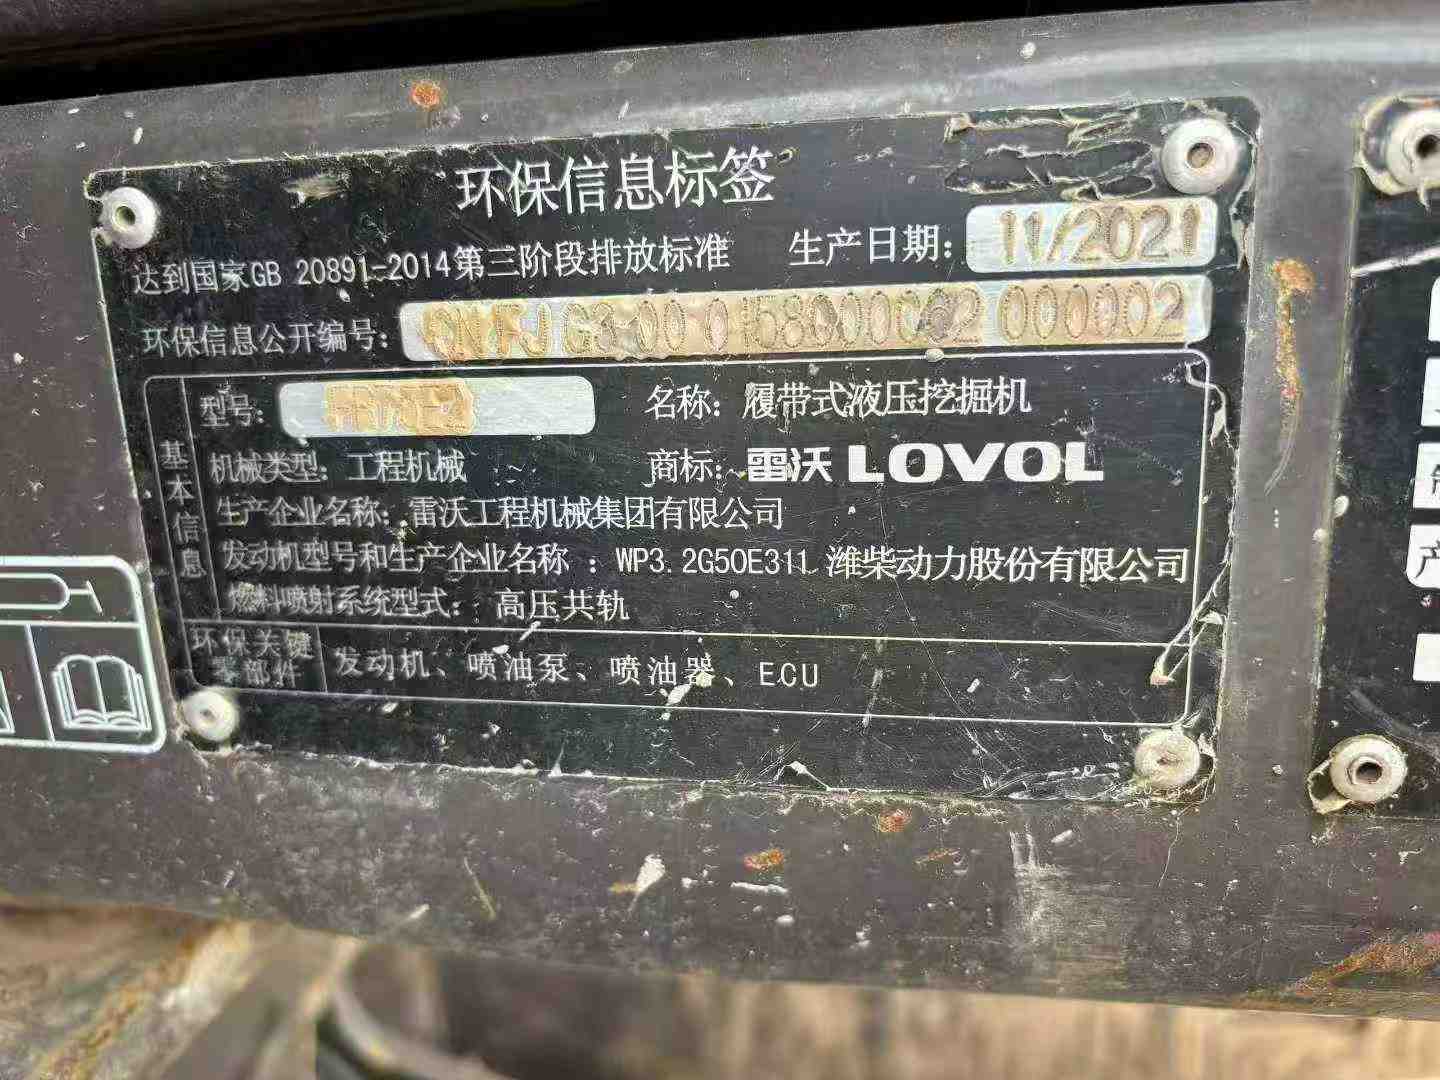 环保信息标签
达到国家GB 20891-2014第三阶段排放标准 生产日期: 11/2021
环保信息公开编号:
基本信息
型号:
名称: 履带式液压挖掘机
机械类型: 工程机械
商标: 雷沃 LOVOL
生产企业名称: 雷沃工程机械集团有限公司
发动机型号和生产企业名称 : WP3.2G50E311 潍柴动力股份有限公司
燃料喷射系统型式: 高压共轨
环保关键零部件
发动机、喷油泵、喷油器、ECU